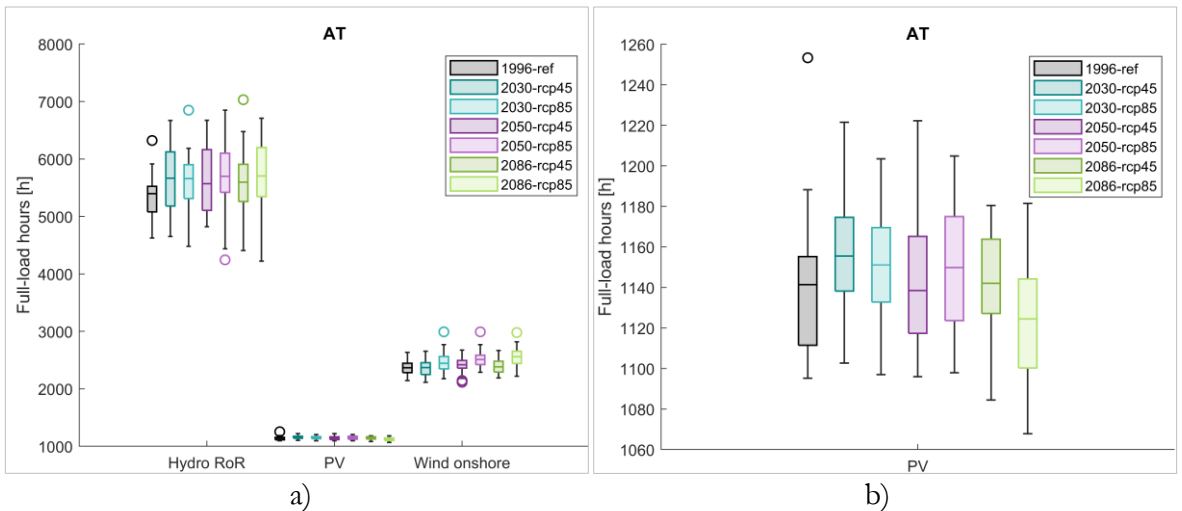 AT
8000
7000
6000
5000
4000
3000
2000
1000
Full-load hours [h]
1996-ref
2030-rcp45
2030-rcp85
2050-rcp45
2050-rcp85
2086-rcp45
2086-rcp85
Hydro RoR
PV
Wind onshore
a)
AT
1260
1240
1220
1200
1180
1160
1140
1120
1100
1080
1060
Full-load hours [h]
1996-ref
2030-rcp45
2030-rcp85
2050-rcp45
2050-rcp85
2086-rcp45
2086-rcp85
PV
b)